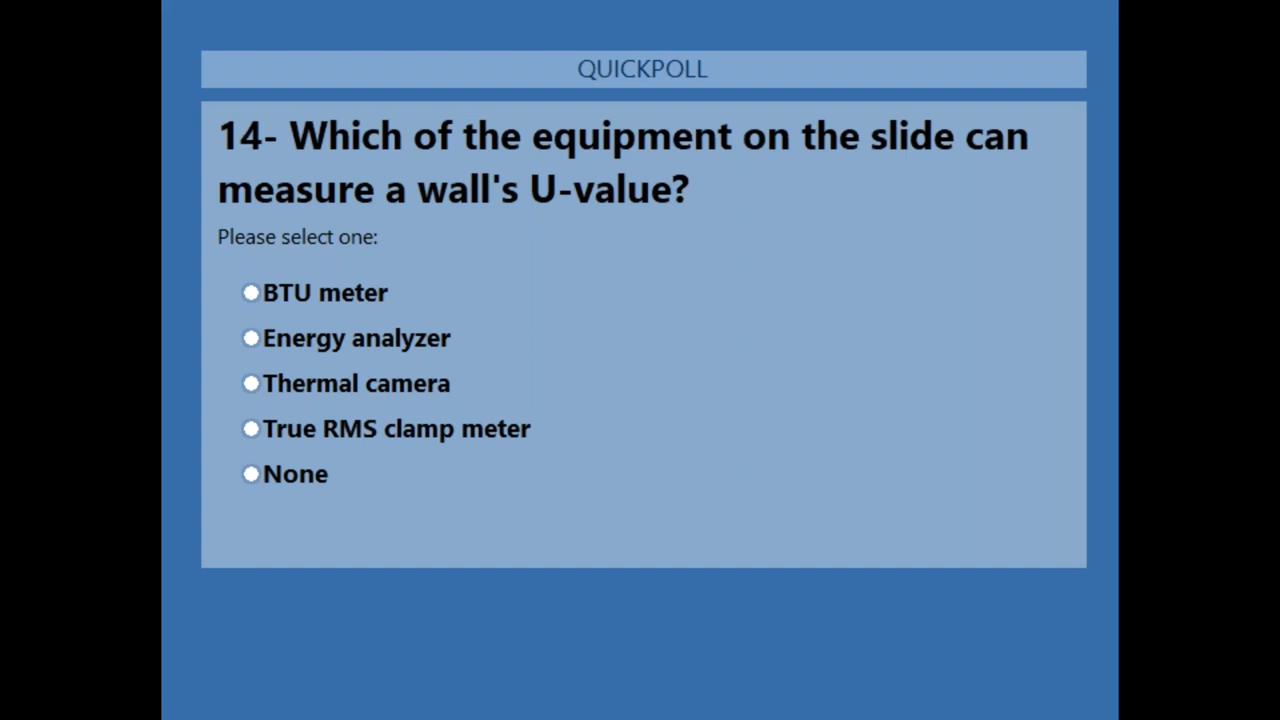 QUICKPOLL
14- Which of the equipment on the slide can
measure a wall's U-value?
Please select one:
BTU meter
Energy analyzer
Thermal camera
True RMS clamp meter
None